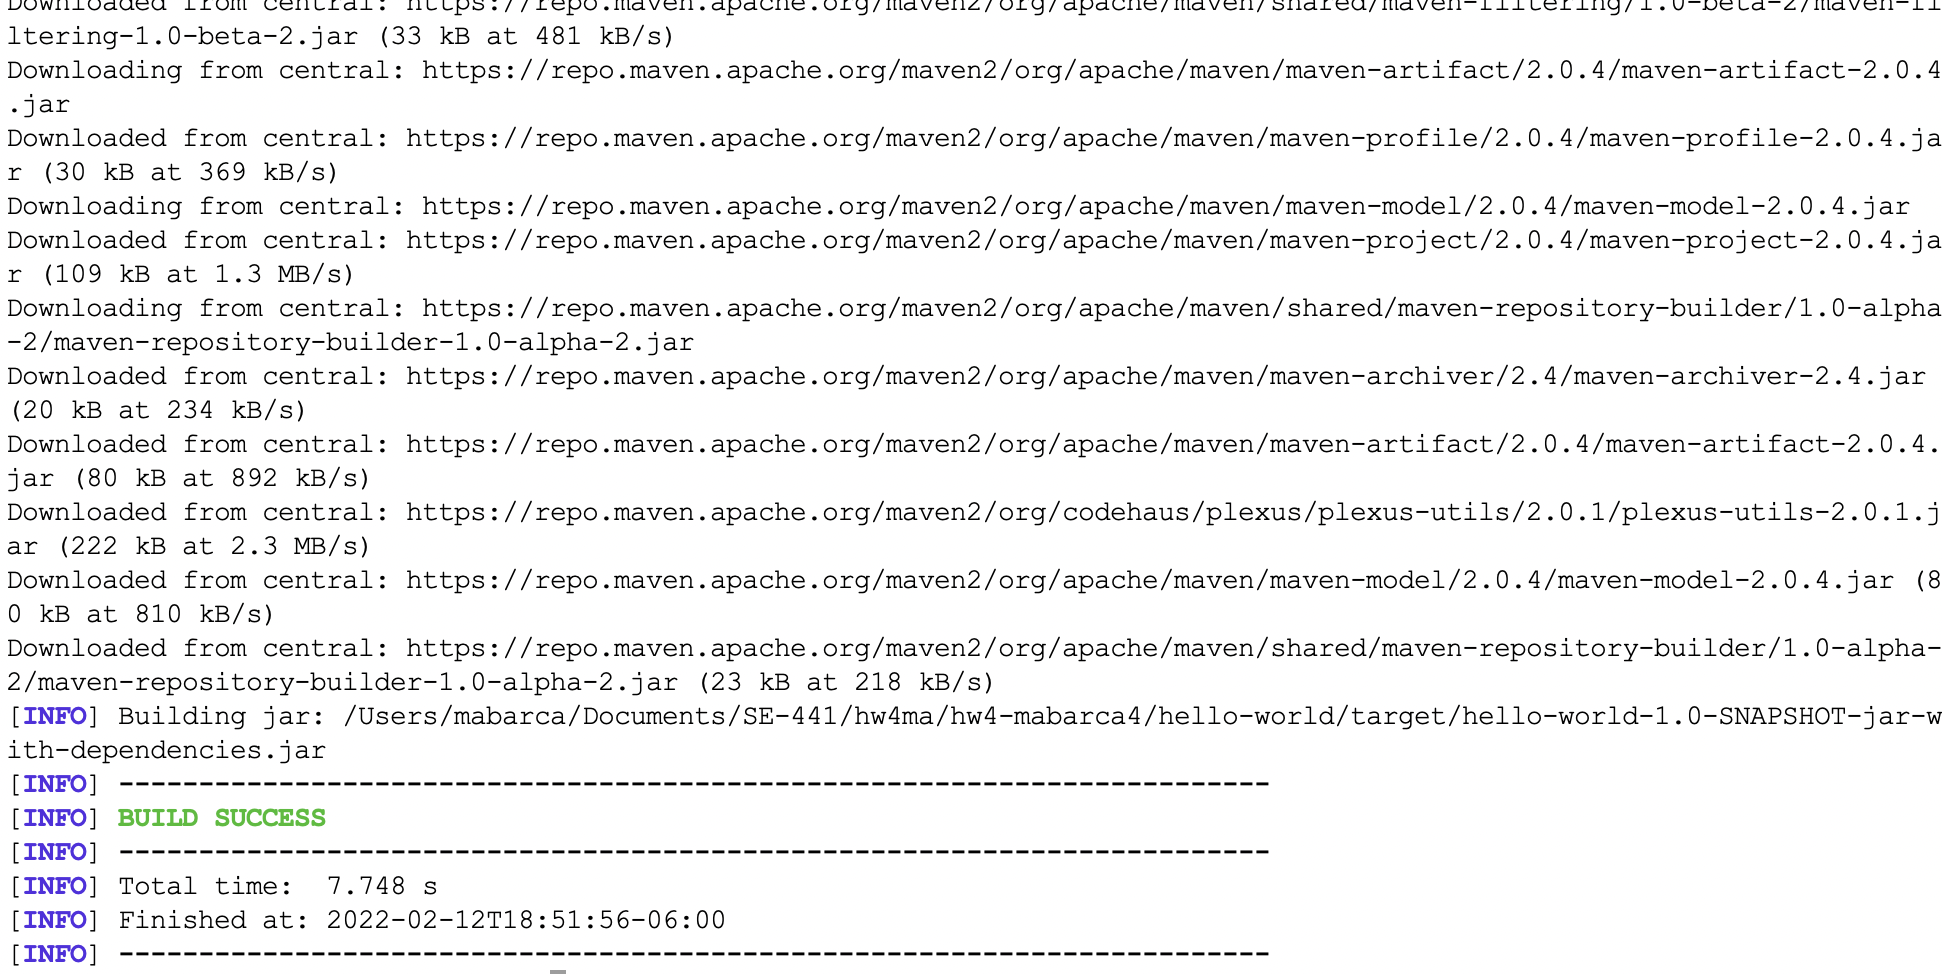 Downloaded from central: https://repo.maven.apache.org/maven2/org/apache/maven/shared/maven-filtering/1.0-beta-2/maven-fi
ltering-1.0-beta-2.jar (33 kB at 481 kB/s)
Downloading from central: https://repo.maven.apache.org/maven2/org/apache/maven/maven-artifact/2.0.4/maven-artifact-2.0.4
.jar
Downloaded from central: https://repo.maven.apache.org/maven2/org/apache/maven/maven-profile/2.0.4/maven-profile-2.0.4.ja
r (30 kB at 369 kB/s)
Downloading from central: https://repo.maven.apache.org/maven2/org/apache/maven/maven-model/2.0.4/maven-model-2.0.4.jar
Downloaded from central: https://repo.maven.apache.org/maven2/org/apache/maven/maven-project/2.0.4/maven-project-2.0.4.ja
r (109 kB at 1.3 MB/s)
Downloading from central: https://repo.maven.apache.org/maven2/org/apache/maven/shared/maven-repository-builder/1.0-alpha
-2/maven-repository-builder-1.0-alpha-2.jar
Downloaded from central: https://repo.maven.apache.org/maven2/org/apache/maven/maven-archiver/2.4/maven-archiver-2.4.jar
(20 kB at 234 kB/s)
Downloaded from central: https://repo.maven.apache.org/maven2/org/apache/maven/maven-artifact/2.0.4/maven-artifact-2.0.4.
jar (80 kB at 892 kB/s)
Downloaded from central: https://repo.maven.apache.org/maven2/org/codehaus/plexus/plexus-utils/2.0.1/plexus-utils-2.0.1.j
ar (222 kB at 2.3 MB/s)
Downloaded from central: https://repo.maven.apache.org/maven2/org/apache/maven/maven-model/2.0.4/maven-model-2.0.4.jar (8
0 kB at 810 kB/s)
Downloaded from central: https://repo.maven.apache.org/maven2/org/apache/maven/shared/maven-repository-builder/1.0-alpha-
2/maven-repository-builder-1.0-alpha-2.jar (23 kB at 218 kB/s)
[INFO] Building jar: /Users/mabarca/Documents/SE-441/hw4ma/hw4-mabarca4/hello-world/target/hello-world-1.0-SNAPSHOT-jar-w
ith-dependencies.jar
[INFO] ------------------------------------------------------------------------
[INFO] BUILD SUCCESS
[INFO] ------------------------------------------------------------------------
[INFO] Total time:  7.748 s
[INFO] Finished at: 2022-02-12T18:51:56-06:00
[INFO] ------------------------------------------------------------------------